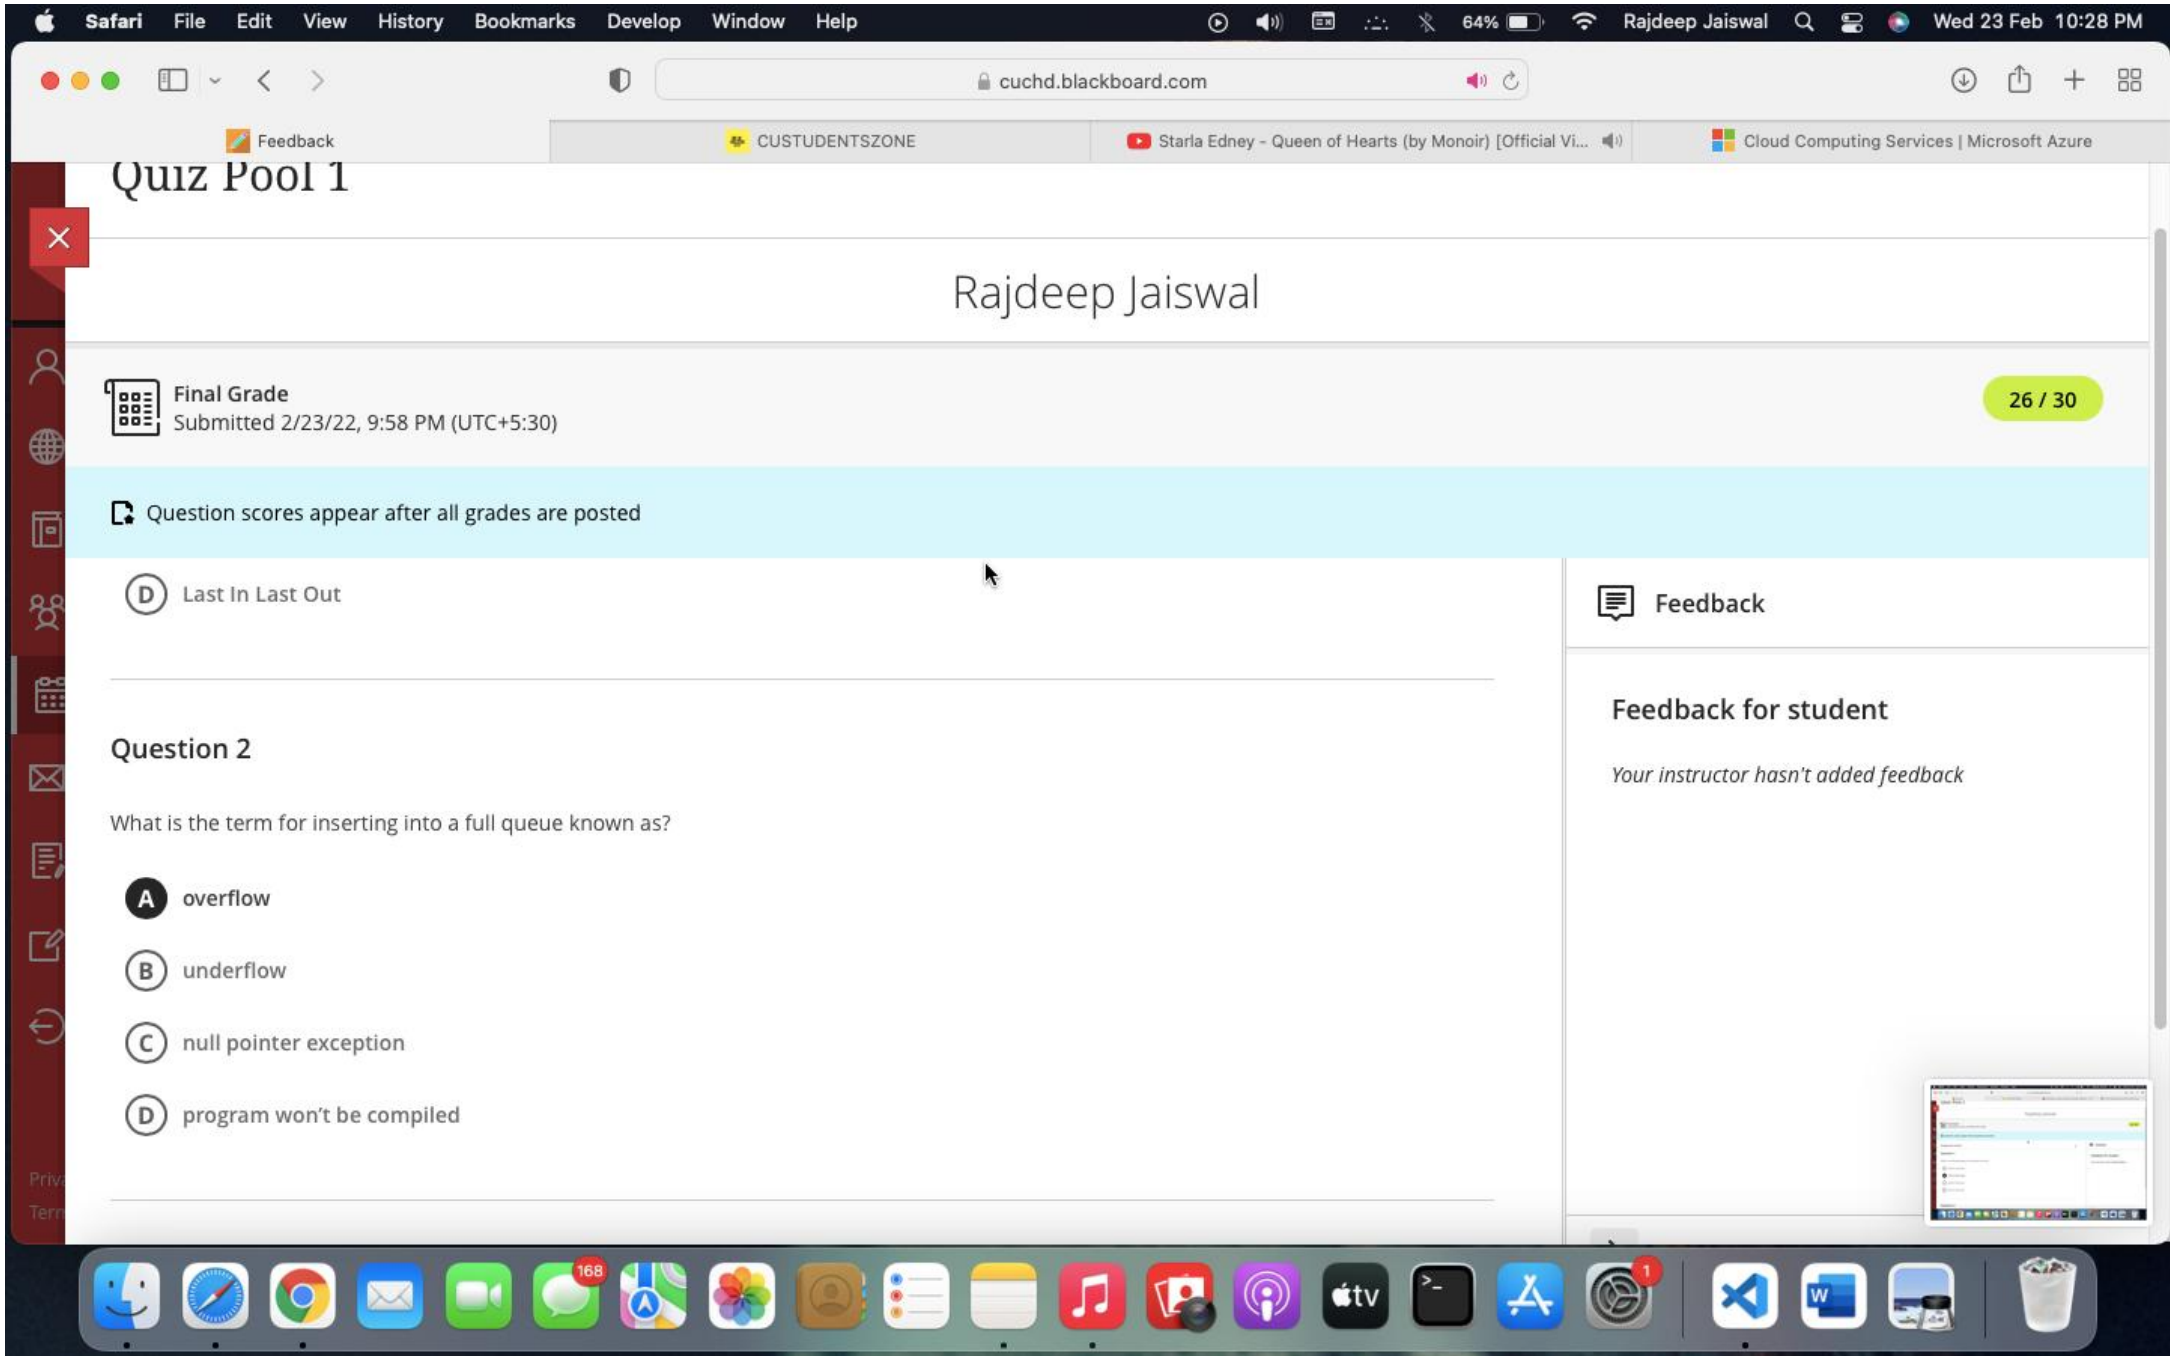 Safari File Edit View History Bookmarks Develop Window Help 64% Rajdeep Jaiswal Wed 23 Feb 10:28 PM
cuchd.blackboard.com
Feedback CUSTUDENTSZONE Starla Edney - Queen of Hearts (by Monoir) [Official Vi... Cloud Computing Services | Microsoft Azure
Quiz Pool 1
Rajdeep Jaiswal
Final Grade
Submitted 2/23/22, 9:58 PM (UTC+5:30)
26 / 30
Question scores appear after all grades are posted
D Last In Last Out
Feedback
Feedback for student
Your instructor hasn't added feedback
Question 2
What is the term for inserting into a full queue known as?
A overflow
B underflow
C null pointer exception
D program won't be compiled
Priva
Term
168
tv
>_
1
W